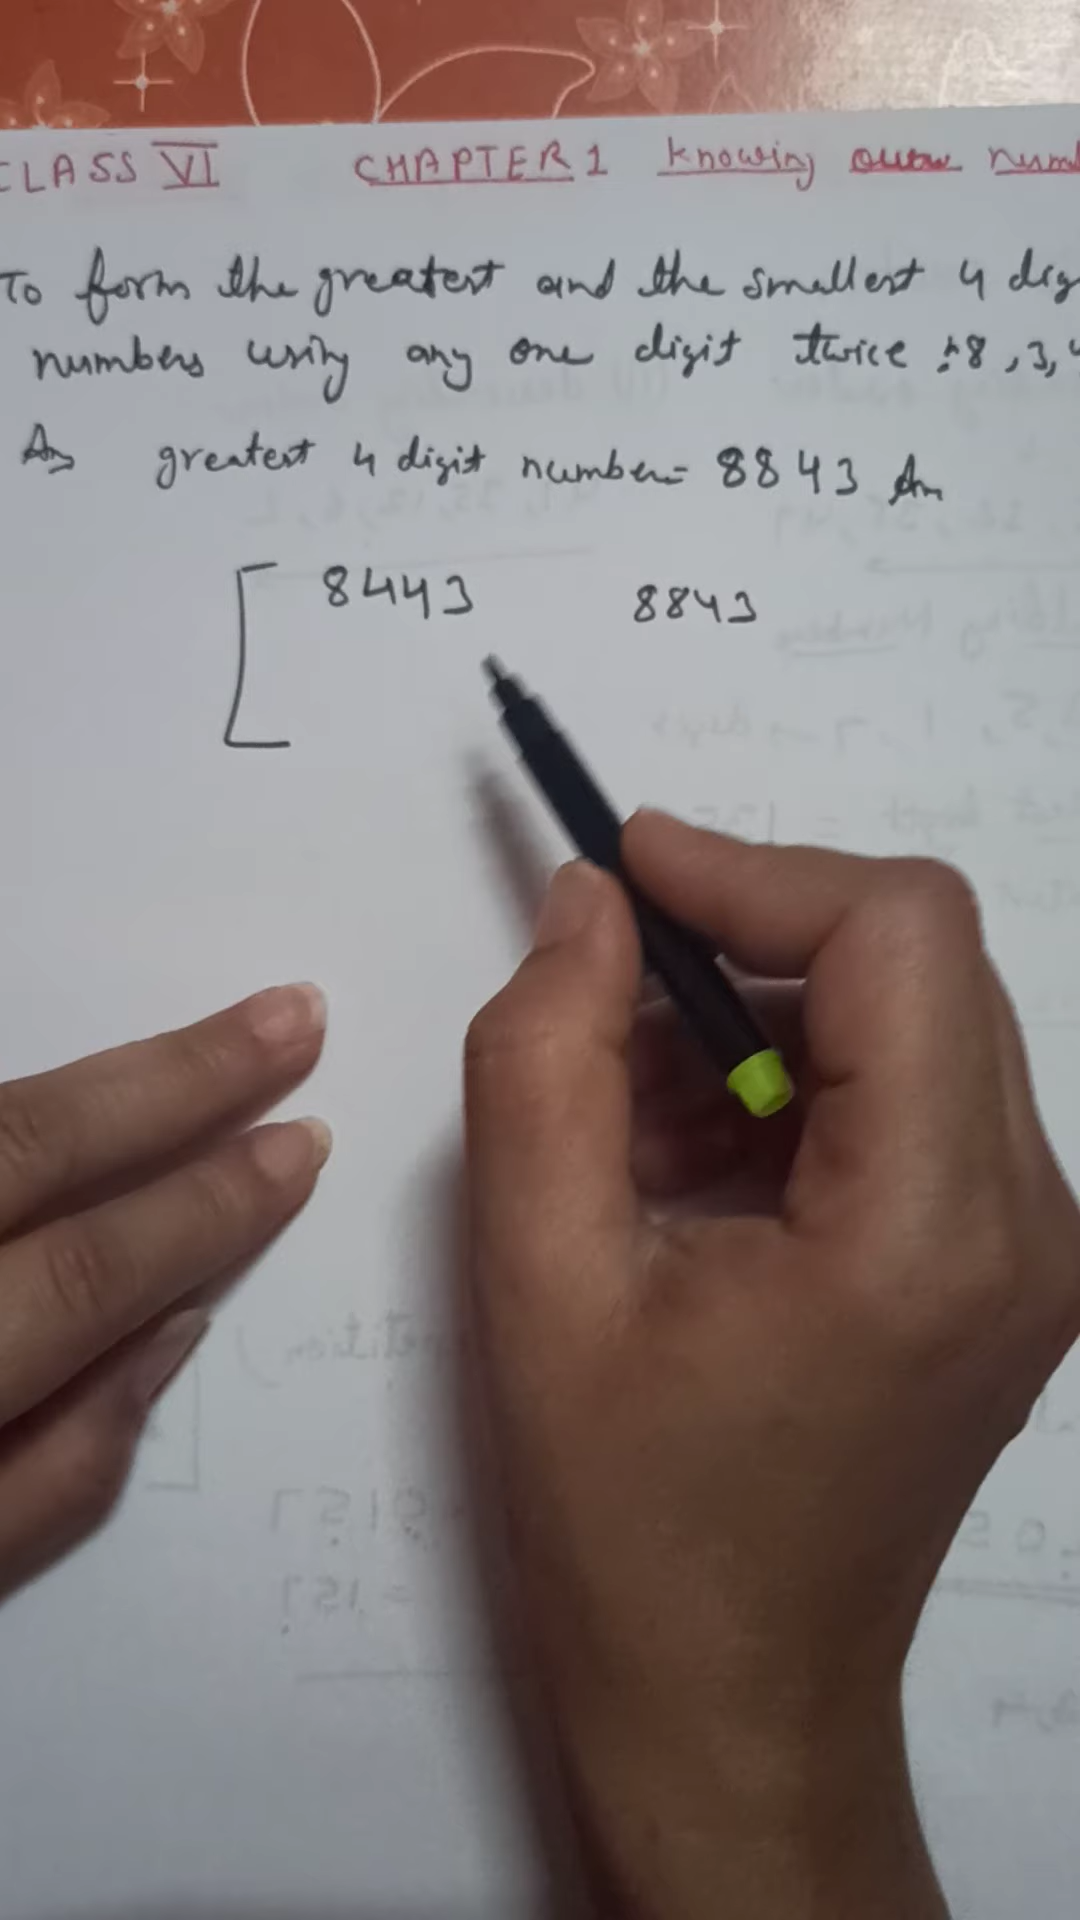 CLASS VI CHAPTER 1 Knowing our
To form the greatest and the smallest 4
numbers using any one digit twice :- 8, 3,
Ans greatest 4 digit number = 8843 Ans
8443 8843